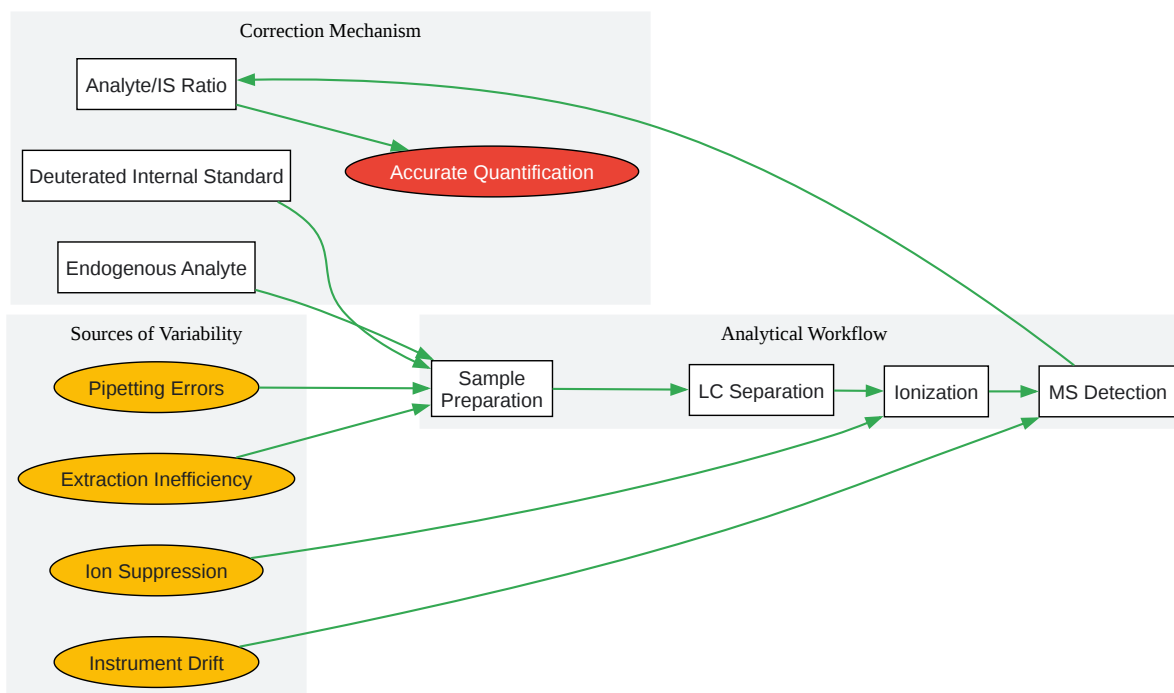 Correction Mechanism
Analyte/IS Ratio
Accurate Quantification
Deuterated Internal Standard
Endogenous Analyte
Sources of Variability
Pipetting Errors
Extraction Inefficiency
Ion Suppression
Instrument Drift
Analytical Workflow
Sample
Preparation
LC Separation
Ionization
MS Detection